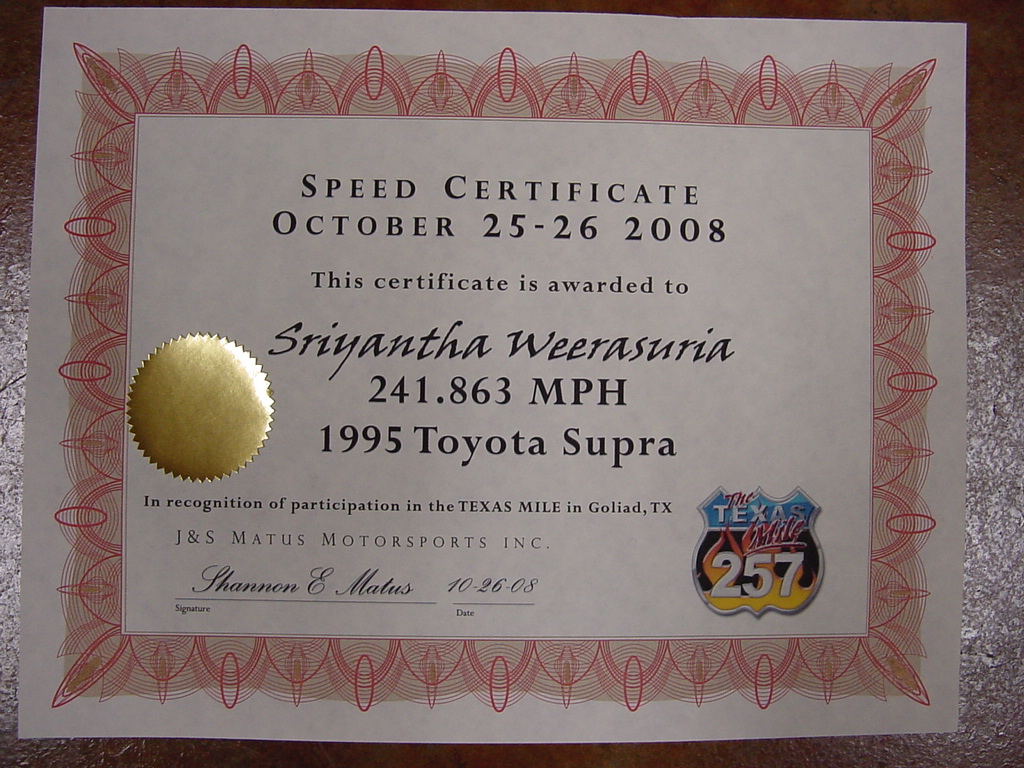 Speed Certificate
October 25-26 2008
This certificate is awarded to
Sriyantha Weerasuria
241.863 MPH
1995 Toyota Supra
In recognition of participation in the TEXAS MILE in Goliad, TX
J&S Matus Motorsports Inc.
Shannon E Matus 10-26-08
Signature Date
The
TEXAS
Mile
257